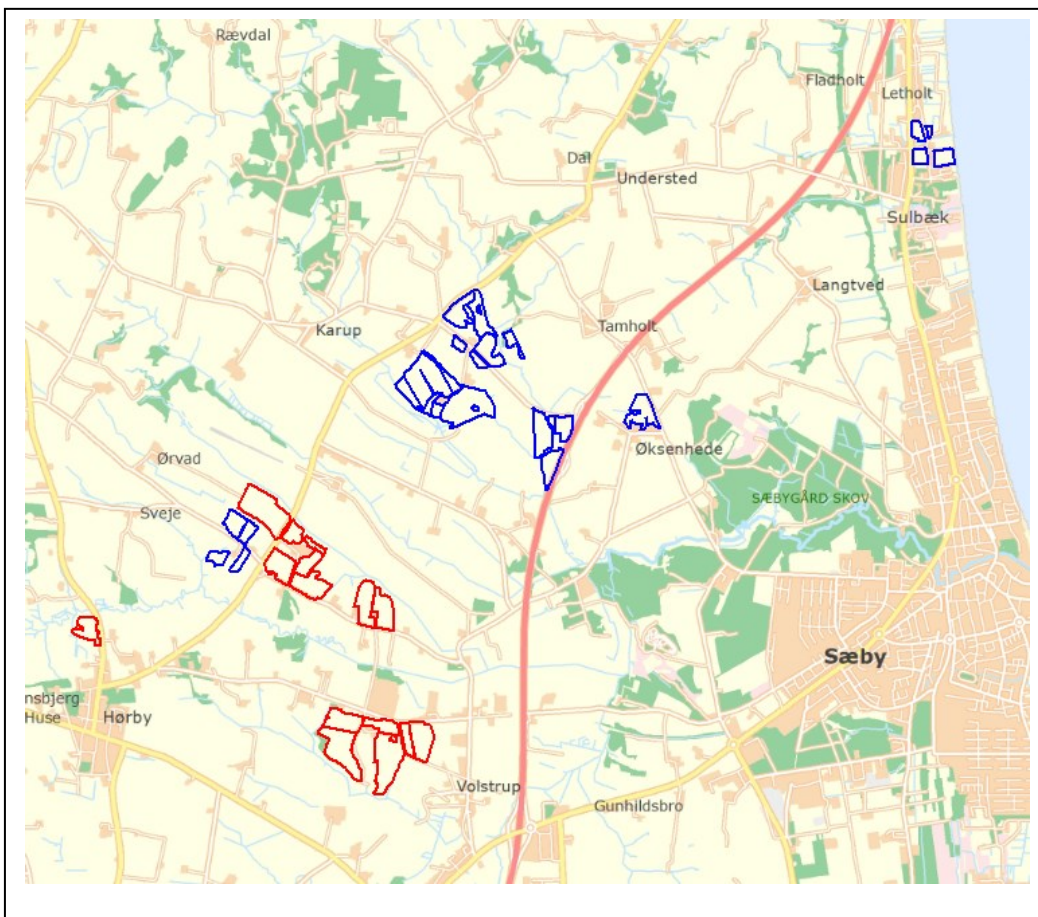 Rævdal
Fladholt
Letholt
Dal
Understed
Sulbæk
Langtved
Tamholt
Karup
Øksenhede
Ørvad
SÆBYGÅRD SKOV
Sveje
Sæby
nsbjerg
Huse
Hørby
Volstrup
Gunhildsbro